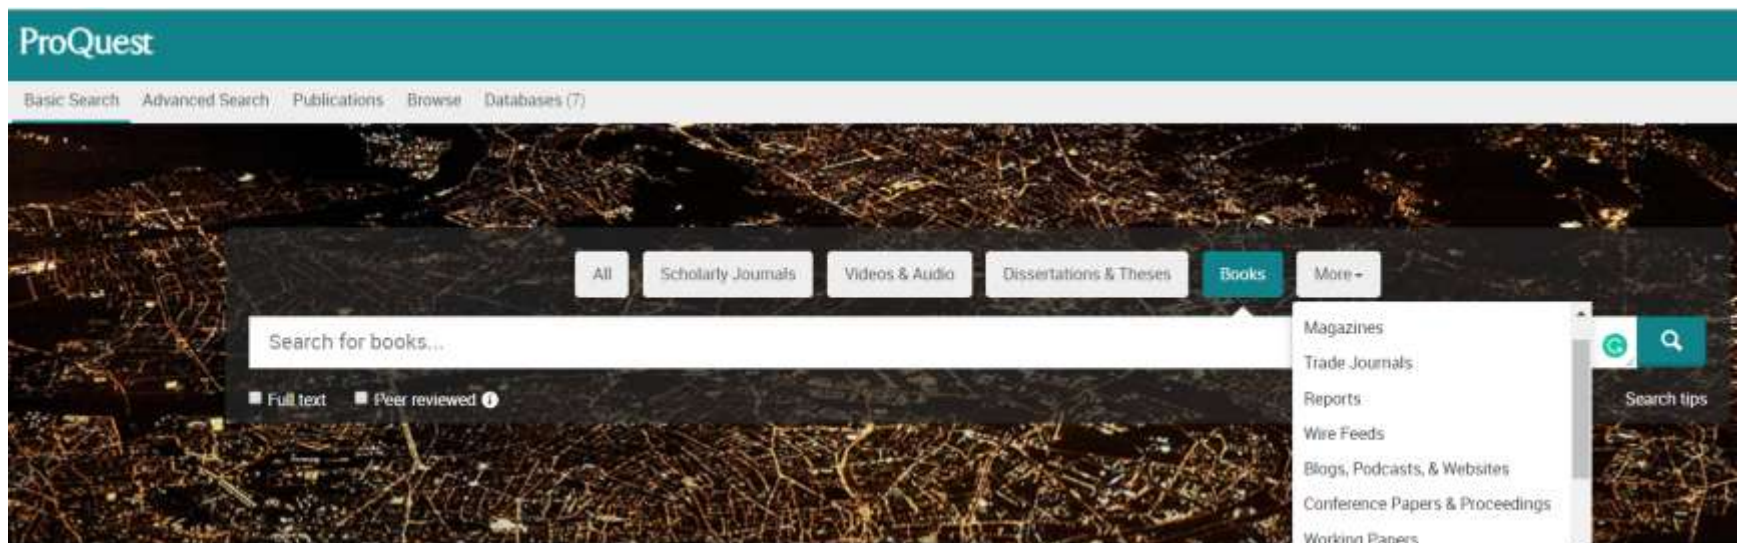 ProQuest
Basic Search Advanced Search Publications Browse Databases (7)
All Scholarly Journals Videos & Audio Dissertations & Theses Books More
Search for books...
Full text Peer reviewed
Magazines
Trade Journals
Reports
Wire Feeds
Blogs, Podcasts, & Websites
Conference Papers & Proceedings
Working Papers
Search tips